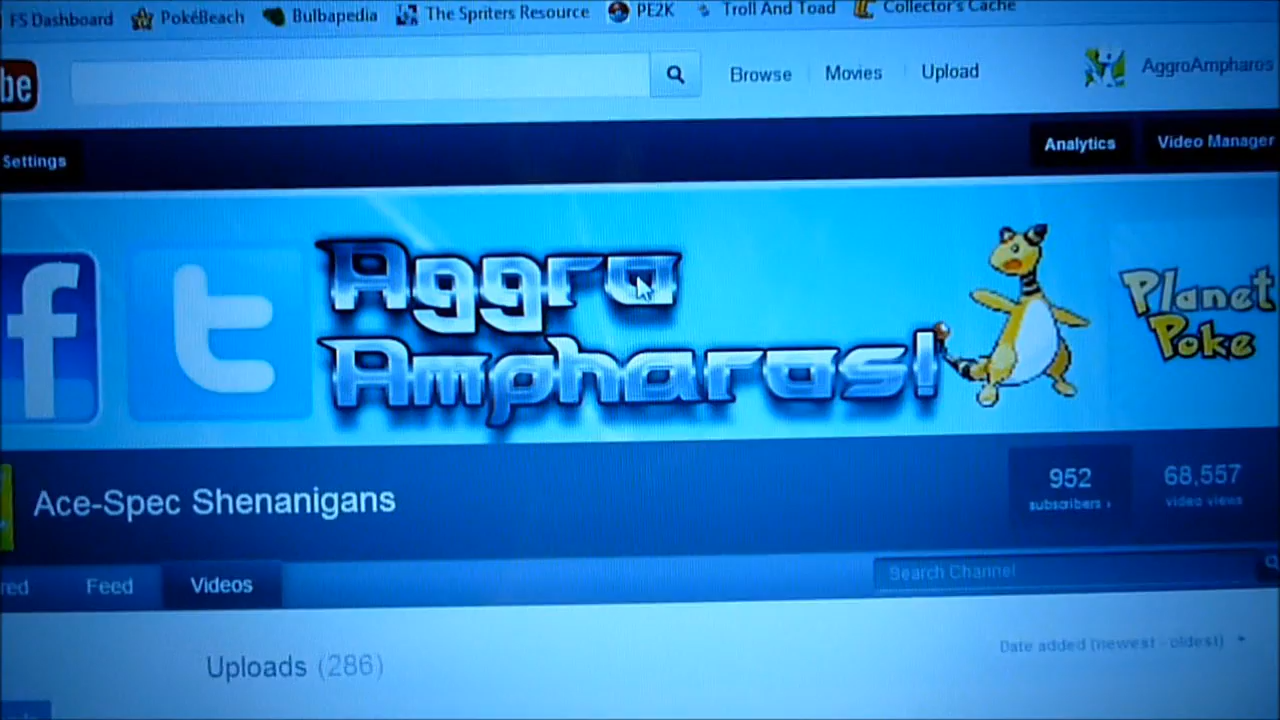 FS Dashboard PokéBeach Bulbapedia The Spriters Resource PE2K Troll And Toad Collector's Cache
be Browse Movies Upload AggroAmpharos
Settings Analytics Video Manager
f t Aggro
Ampharos!
Planet
Poke
Ace-Spec Shenanigans
952 68,557
subscribers › video views
red Feed Videos Search Channel
Uploads (286) Date added (newest - oldest)